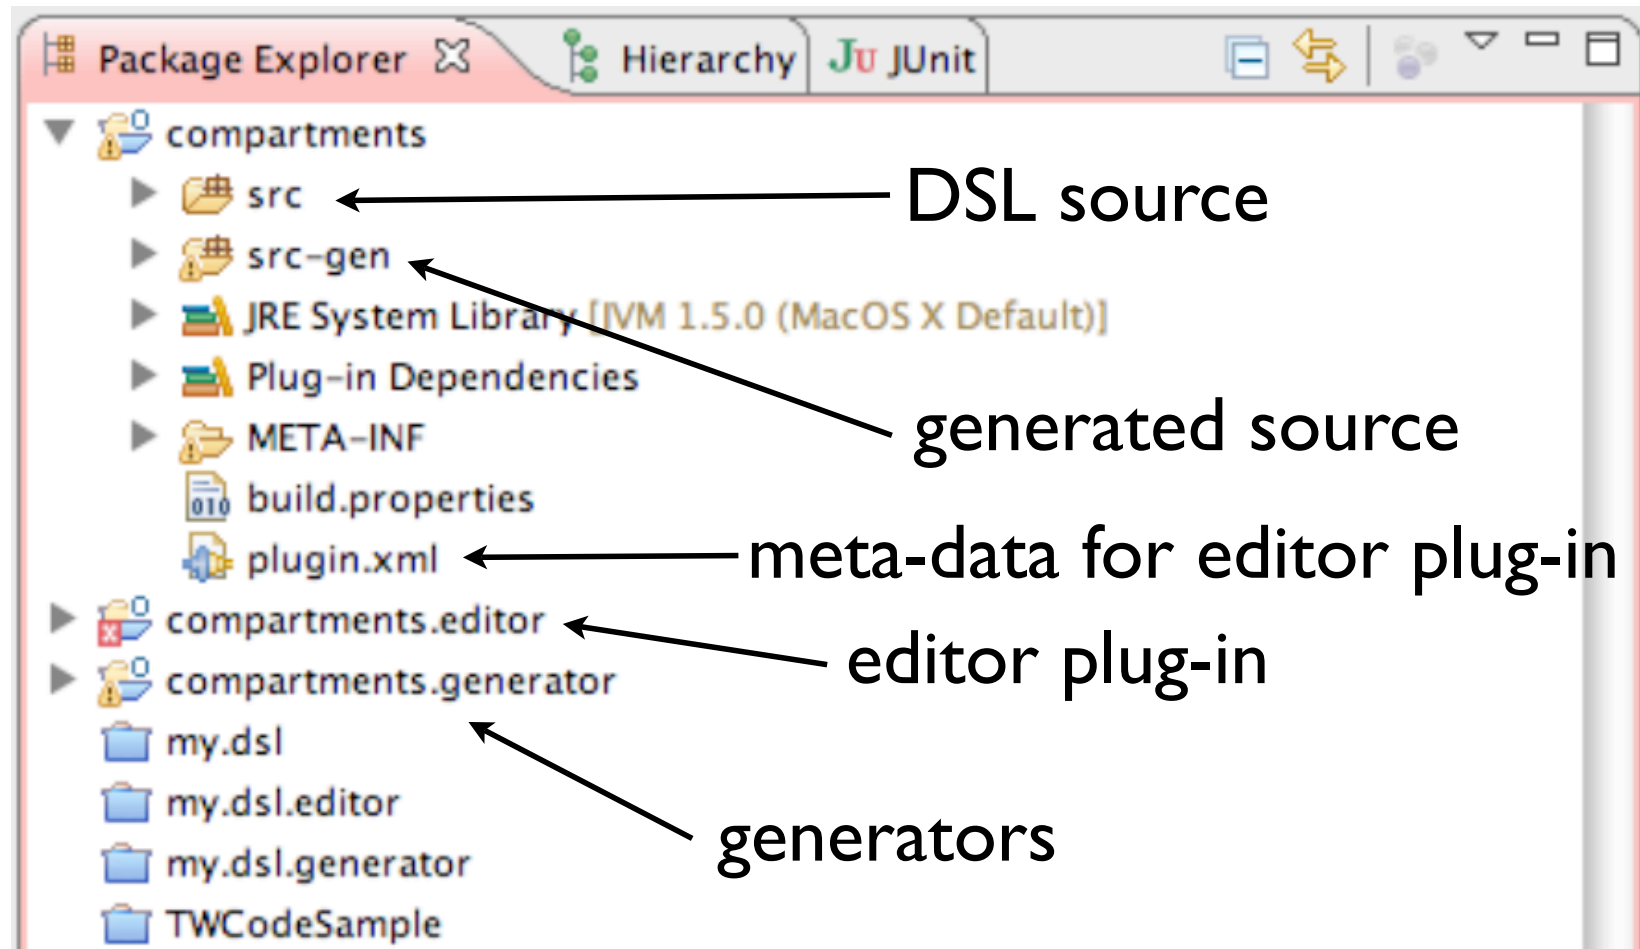 Package Explorer Hierarchy Ju JUnit
compartments
src
DSL source
src-gen
JRE System Library [JVM 1.5.0 (MacOS X Default)]
Plug-in Dependencies
generated source
META-INF
build.properties
plugin.xml
meta-data for editor plug-in
compartments.editor
editor plug-in
compartments.generator
my.dsl
my.dsl.editor
generators
my.dsl.generator
TWCodeSample